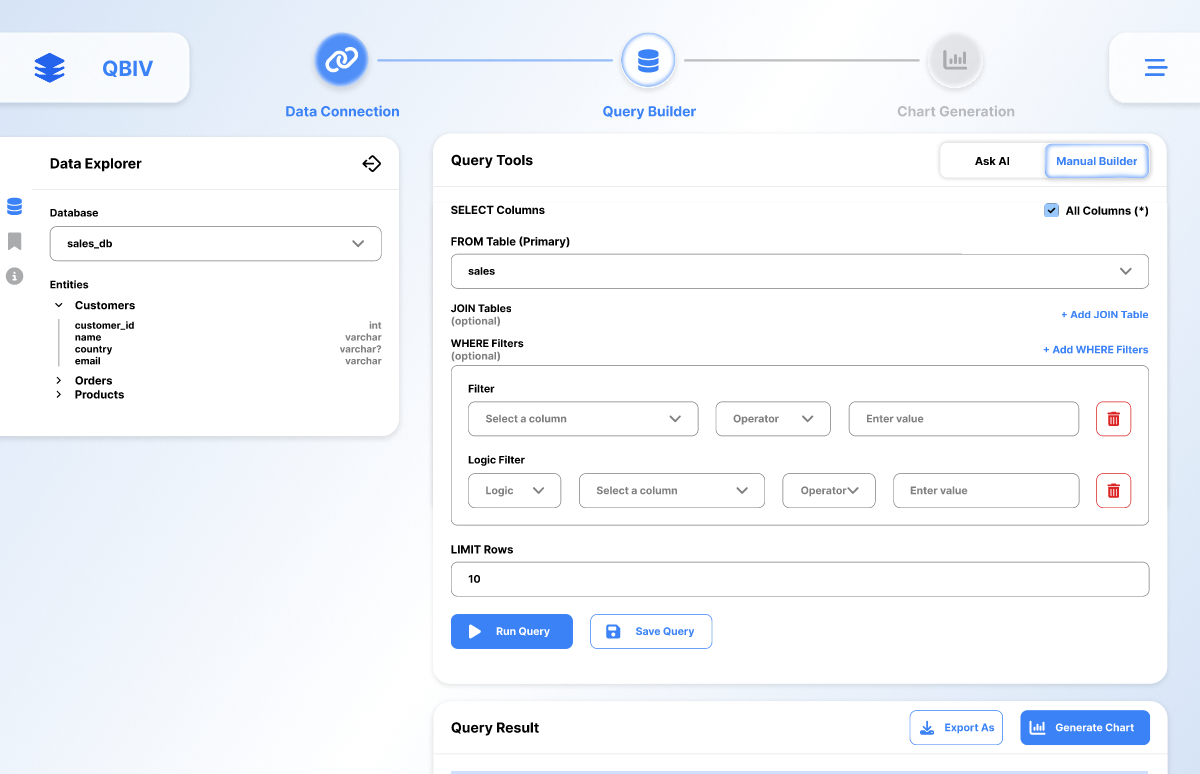 QBIV
Data Connection
Query Builder
Chart Generation
Data Explorer
Database
sales_db
Entities
Customers
customer_id int
name varchar
country varchar?
email varchar
Orders
Products
Query Tools
Ask AI
Manual Builder
SELECT Columns
All Columns (*)
FROM Table (Primary)
sales
JOIN Tables
(optional)
+ Add JOIN Table
WHERE Filters
(optional)
+ Add WHERE Filters
Filter
Select a column
Operator
Enter value
Logic Filter
Logic
Select a column
Operator
Enter value
LIMIT Rows
10
Run Query
Save Query
Query Result
Export As
Generate Chart